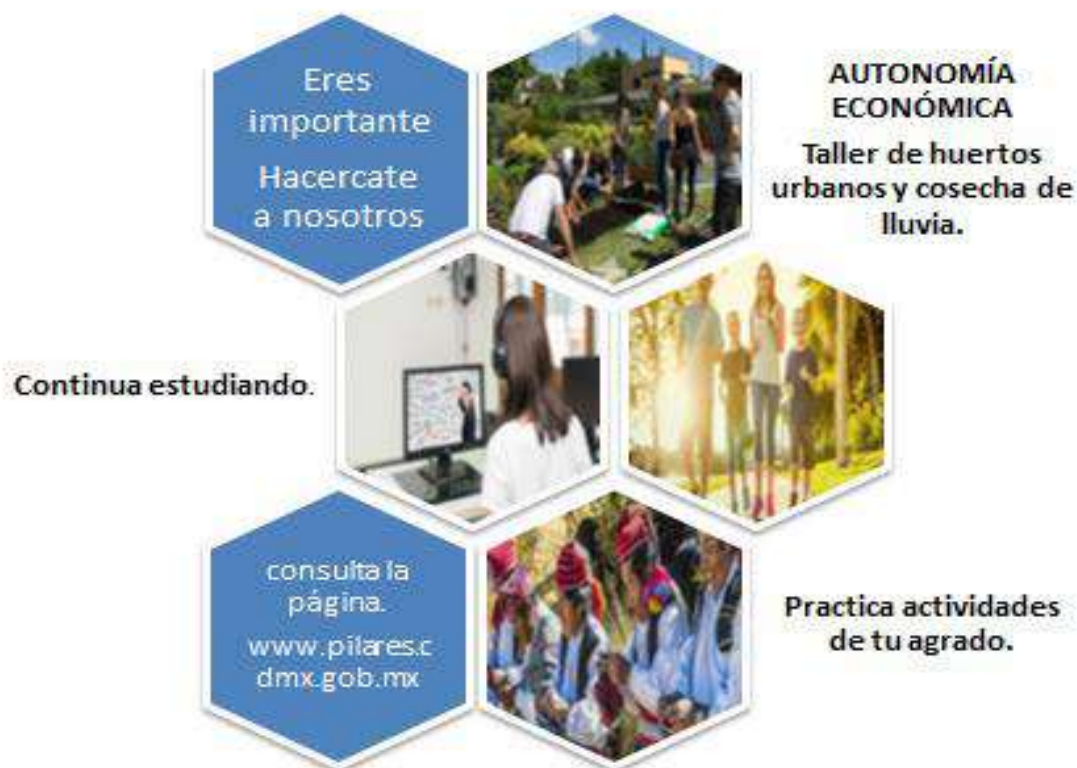 Eres
importante
Hacercate
a nosotros
AUTONOMÍA
ECONÓMICA
Taller de huertos
urbanos y cosecha de
lluvia.
Continua estudiando.
consulta la
página.
www.pilares.c
dmx.gob.mx
Practica actividades
de tu agrado.